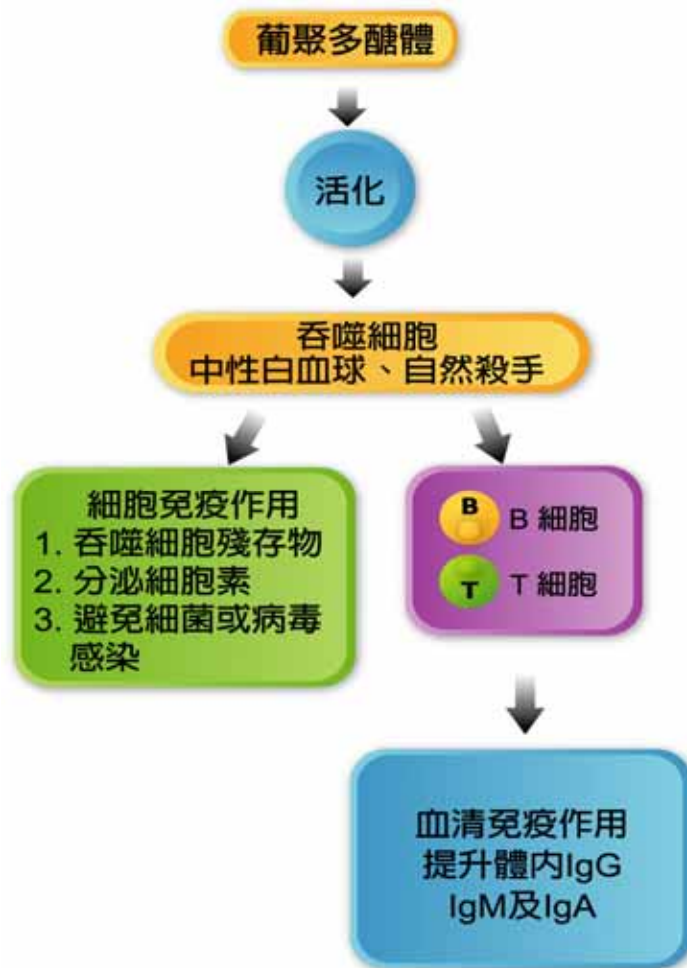 葡聚多醣體
活化
吞噬細胞
中性白血球、自然殺手
細胞免疫作用
1. 吞噬細胞殘存物
2. 分泌細胞素
3. 避免細菌或病毒
感染
B B 細胞
T T 細胞
血清免疫作用
提升體內IgG
IgM及IgA